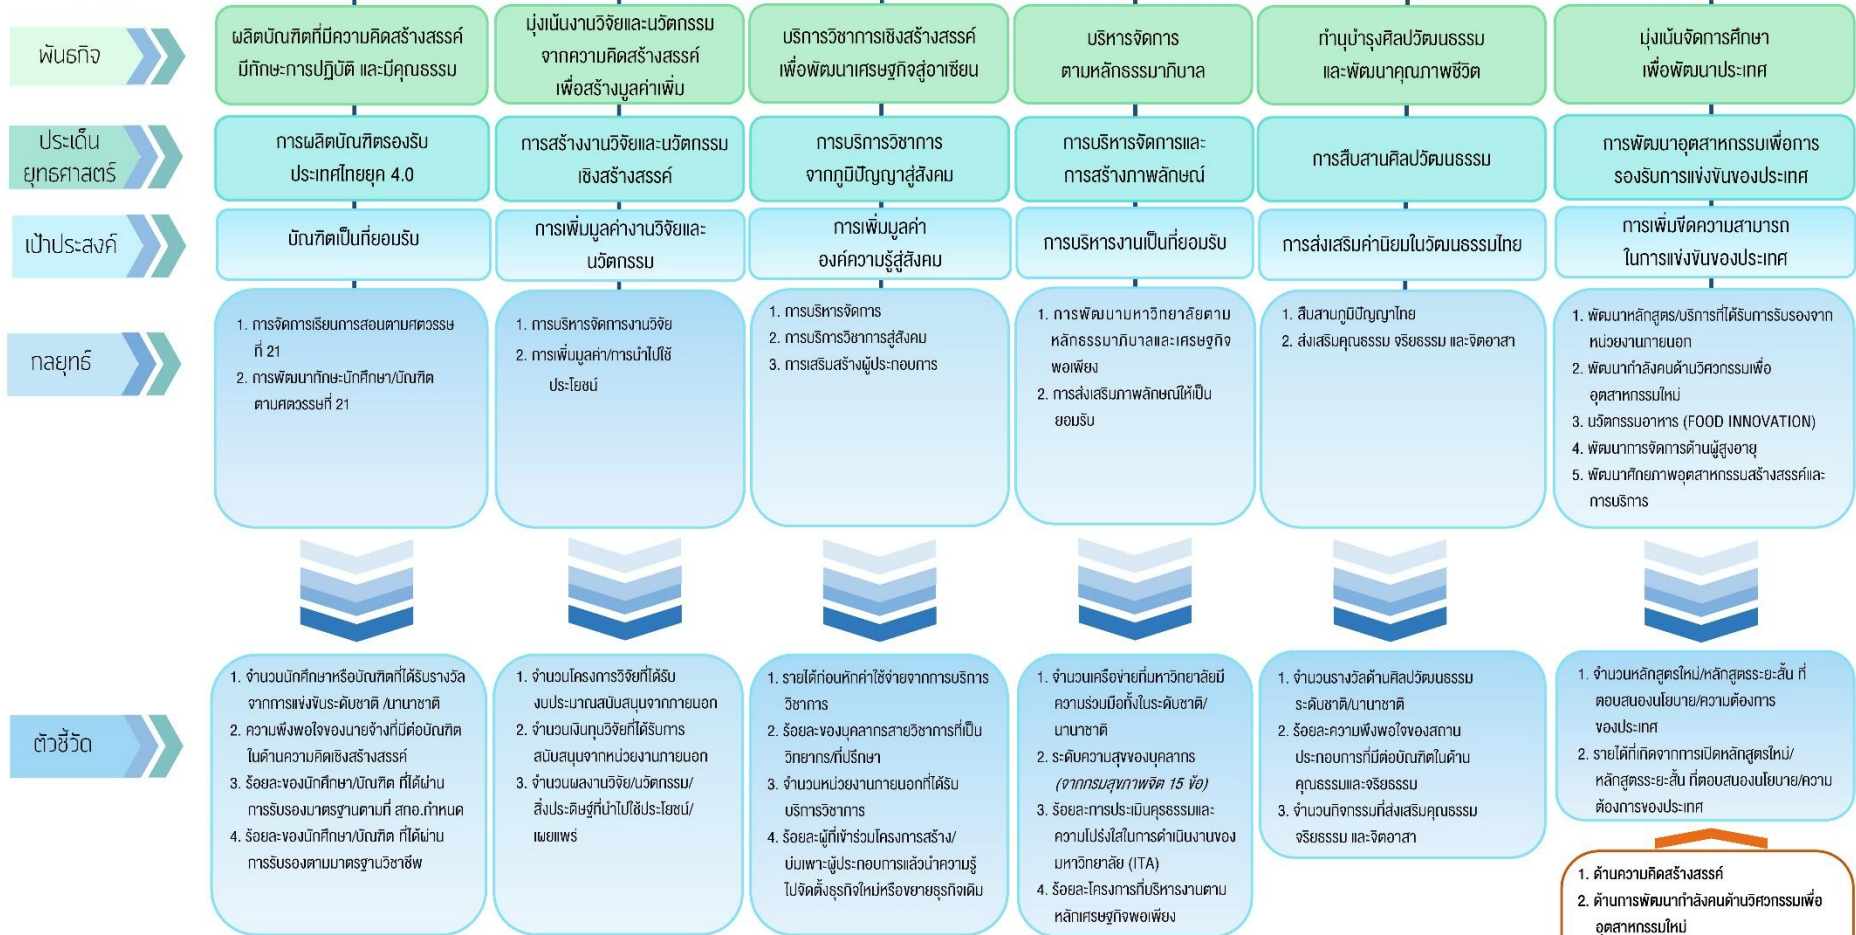 พันธกิจ
ผลิตบัณฑิตที่มีความคิดสร้างสรรค์
มีทักษะการปฏิบัติ และมีคุณธรรม
มุ่งเน้นงานวิจัยและนวัตกรรม
จากความคิดสร้างสรรค์
เพื่อสร้างมูลค่าเพิ่ม
บริการวิชาการเชิงสร้างสรรค์
เพื่อพัฒนาเศรษฐกิจสู่อาเซียน
บริหารจัดการ
ตามหลักธรรมาภิบาล
ทำนุบำรุงศิลปวัฒนธรรม
และพัฒนาคุณภาพชีวิต
มุ่งเน้นจัดการศึกษา
เพื่อพัฒนาประเทศ
ประเด็น
ยุทธศาสตร์
การผลิตบัณฑิตรองรับ
ประเทศไทยยุค 4.0
การสร้างงานวิจัยและนวัตกรรม
เชิงสร้างสรรค์
การบริการวิชาการ
จากภูมิปัญญาสู่สังคม
การบริหารจัดการและ
การสร้างภาพลักษณ์
การสืบสานศิลปวัฒนธรรม
การพัฒนาอุตสาหกรรมเพื่อการ
รองรับการแข่งขันของประเทศ
เป้าประสงค์
บัณฑิตเป็นที่ยอมรับ
การเพิ่มมูลค่างานวิจัยและ
นวัตกรรม
การเพิ่มมูลค่า
องค์ความรู้สู่สังคม
การบริหารงานเป็นที่ยอมรับ
การส่งเสริมค่านิยมในวัฒนธรรมไทย
การเพิ่มขีดความสามารถ
ในการแข่งขันของประเทศ
กลยุทธ์
1. การจัดการเรียนการสอนตามศตวรรษ
ที่ 21
2. การพัฒนาทักษะนักศึกษา/บัณฑิต
ตามศตวรรษที่ 21
1. การบริหารจัดการงานวิจัย
2. การเพิ่มมูลค่า/การนำไปใช้
ประโยชน์
1. การบริหารจัดการ
2. การบริการวิชาการสู่สังคม
3. การเสริมสร้างผู้ประกอบการ
1. การพัฒนามหาวิทยาลัยตาม
หลักธรรมาภิบาลและเศรษฐกิจ
พอเพียง
2. การส่งเสริมภาพลักษณ์ให้เป็น
ยอมรับ
1. สืบสานภูมิปัญญาไทย
2. ส่งเสริมคุณธรรม จริยธรรม และจิตอาสา
1. พัฒนาหลักสูตร/บริการที่ได้รับการรับรองจาก
หน่วยงานภายนอก
2. พัฒนากำลังคนด้านวิศวกรรมเพื่อ
อุตสาหกรรมใหม่
3. นวัตกรรมอาหาร (FOOD INNOVATION)
4. พัฒนาการจัดการด้านผู้สูงอายุ
5. พัฒนาศักยภาพอุตสาหกรรมสร้างสรรค์และ
การบริการ
ตัวชี้วัด
1. จำนวนนักศึกษาหรือบัณฑิตที่ได้รับรางวัล
จากการแข่งขันระดับชาติ /นานาชาติ
2. ความพึงพอใจของนายจ้างที่มีต่อบัณฑิต
ในด้านความคิดเชิงสร้างสรรค์
3. ร้อยละของนักศึกษา/บัณฑิต ที่ได้ผ่าน
การรับรองมาตรฐานตามที่ สกอ.กำหนด
4. ร้อยละของนักศึกษา/บัณฑิต ที่ได้ผ่าน
การรับรองตามมาตรฐานวิชาชีพ
1. จำนวนโครงการวิจัยที่ได้รับ
งบประมาณสนับสนุนจากภายนอก
2. จำนวนเงินทุนวิจัยที่ได้รับการ
สนับสนุนจากหน่วยงานภายนอก
3. จำนวนผลงานวิจัย/นวัตกรรม/
สิ่งประดิษฐ์ที่นำไปใช้ประโยชน์/
เผยแพร่
1. รายได้ก่อนหักค่าใช้จ่ายจากการบริการ
วิชาการ
2. ร้อยละของบุคลากรสายวิชาการที่เป็น
วิทยากร/ที่ปรึกษา
3. จำนวนหน่วยงานภายนอกที่ได้รับ
บริการวิชาการ
4. ร้อยละผู้ที่เข้าร่วมโครงการสร้าง/
บ่มเพาะผู้ประกอบการแล้วนำความรู้
ไปจัดตั้งธุรกิจใหม่หรือขยายธุรกิจเดิม
1. จำนวนเครือข่ายที่มหาวิทยาลัยมี
ความร่วมมือทั้งในระดับชาติ/
นานาชาติ
2. ระดับความสุขของบุคลากร
(จากกรมสุขภาพจิต 15 ข้อ)
3. ร้อยละการประเมินคุรธรรมและ
ความโปร่งใสในการดำเนินงานของ
มหาวิทยาลัย (ITA)
4. ร้อยละโครงการที่บริหารงานตาม
หลักเศรษฐกิจพอเพียง
1. จำนวนรางวัลด้านศิลปวัฒนธรรม
ระดับชาติ/นานาชาติ
2. ร้อยละความพึงพอใจของสถาน
ประกอบการที่มีต่อบัณฑิตในด้าน
คุณธรรมและจริยธรรม
3. จำนวนกิจกรรมที่ส่งเสริมคุณธรรม
จริยธรรม และจิตอาสา
1. จำนวนหลักสูตรใหม่/หลักสูตรระยะสั้น ที่
ตอบสนองนโยบาย/ความต้องการ
ของประเทศ
2. รายได้ที่เกิดจากการเปิดหลักสูตรใหม่/
หลักสูตรระยะสั้น ที่ตอบสนองนโยบาย/ความ
ต้องการของประเทศ
1. ด้านความคิดสร้างสรรค์
2. ด้านการพัฒนากำลังคนด้านวิศวกรรมเพื่อ
อุตสาหกรรมใหม่